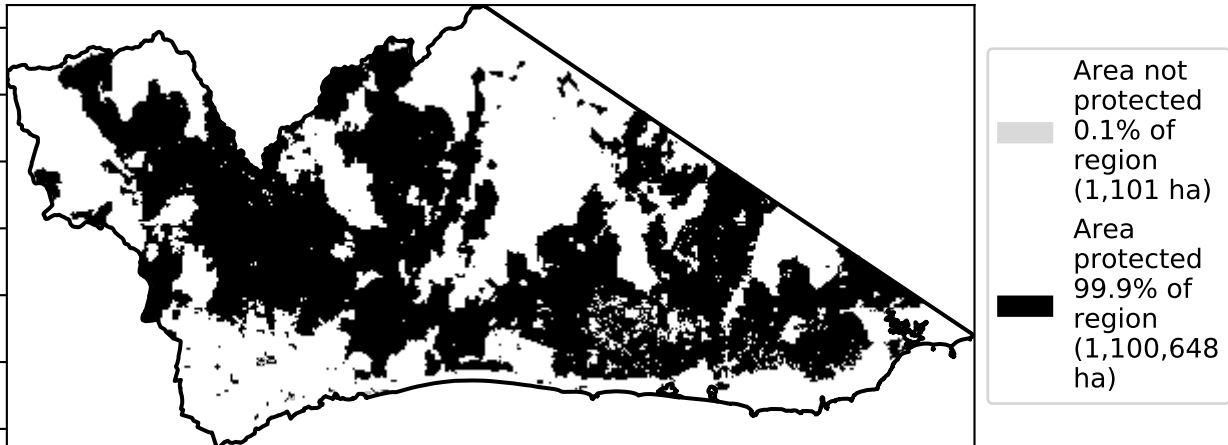 Area not
protected
0.1% of
region
(1,101 ha)
Area
protected
99.9% of
region
(1,100,648
ha)